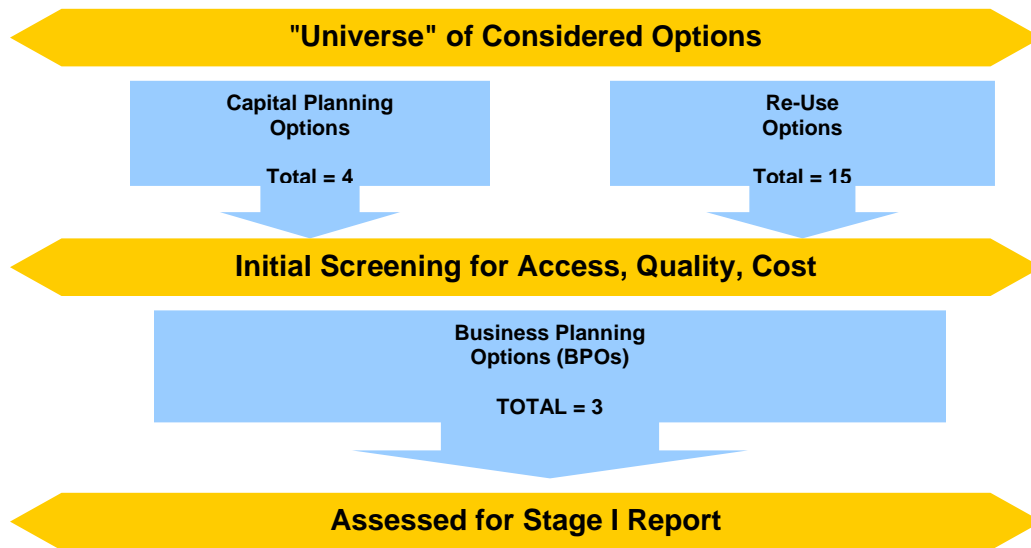 "Universe" of Considered Options
Capital Planning
Options
Total = 4
Re-Use
Options
Total = 15
Initial Screening for Access, Quality, Cost
Business Planning
Options (BPOs)
TOTAL = 3
Assessed for Stage I Report